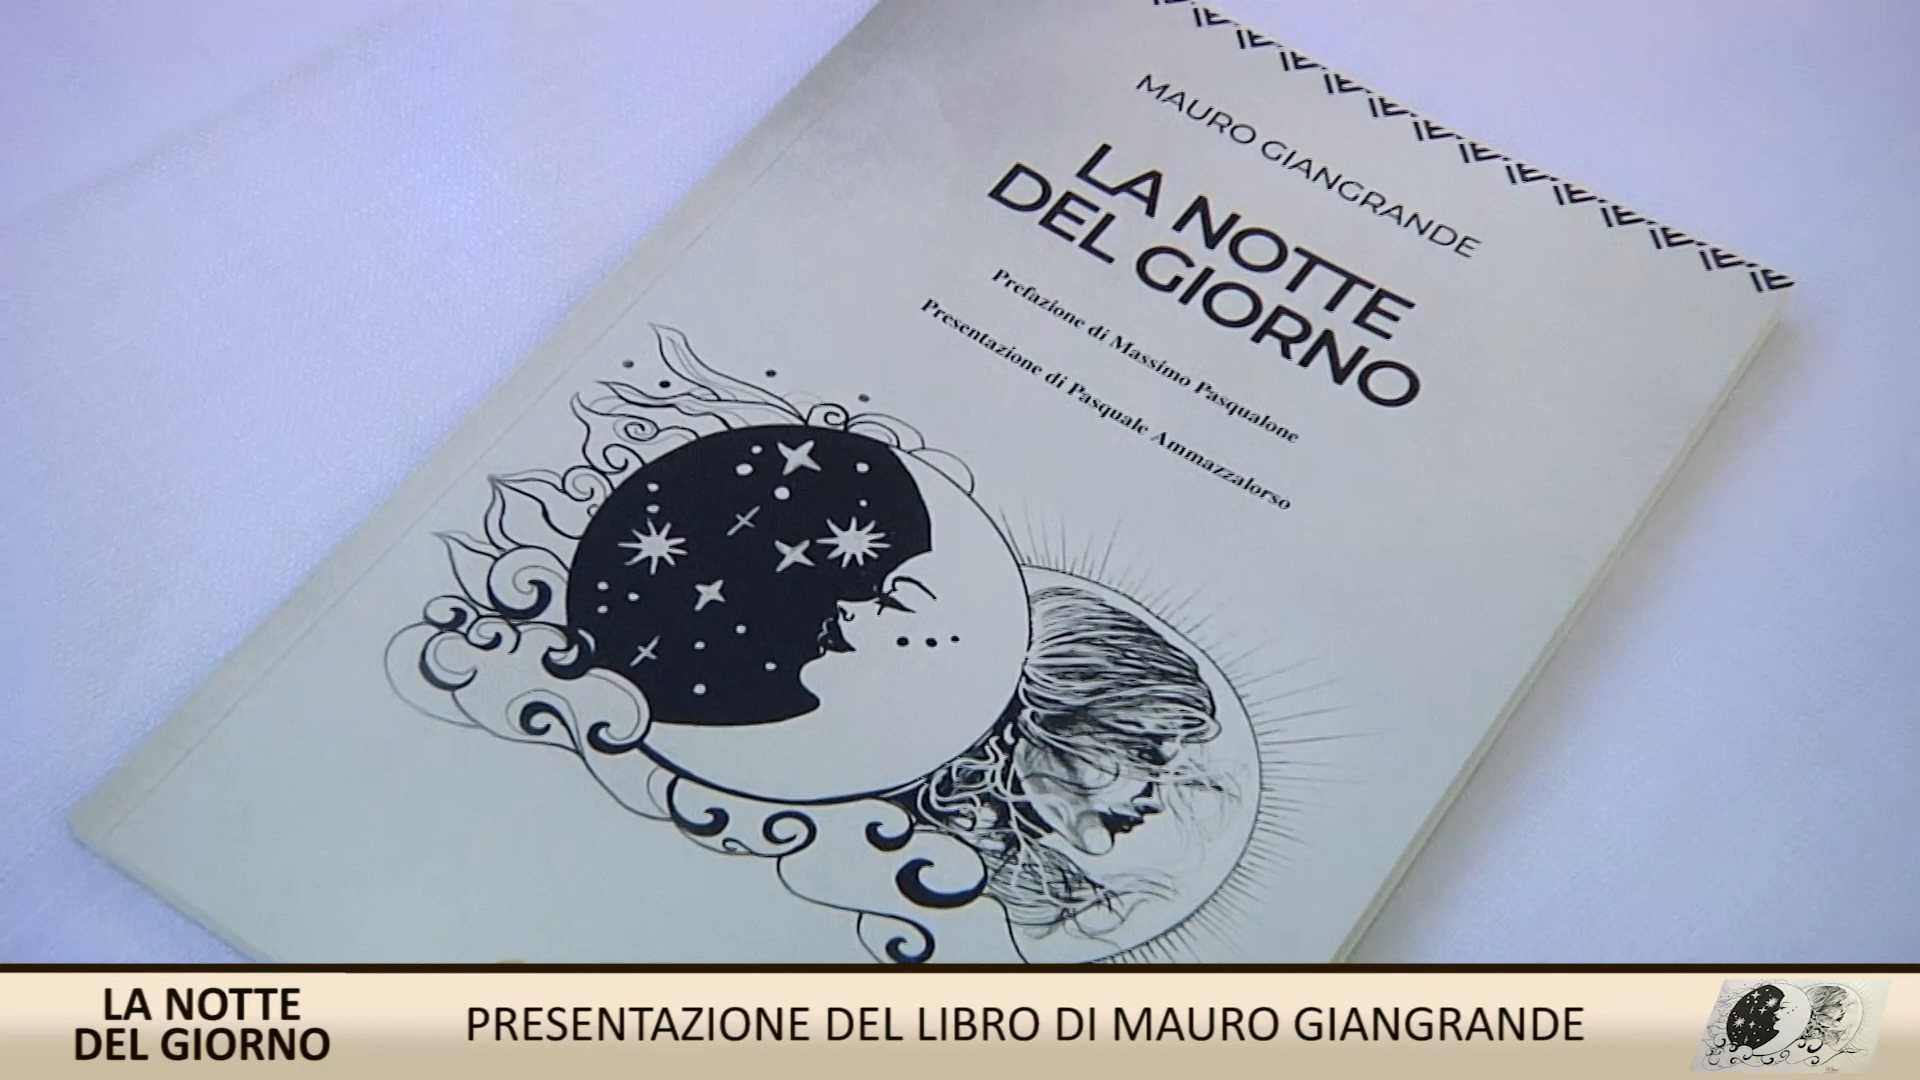 MAURO GIANGRANDE
LA NOTTE
DEL GIORNO
Prefazione di Massimo Pasqualone
Presentazione di Pasquale Ammazzalorso
LA NOTTE
DEL GIORNO
PRESENTAZIONE DEL LIBRO DI MAURO GIANGRANDE